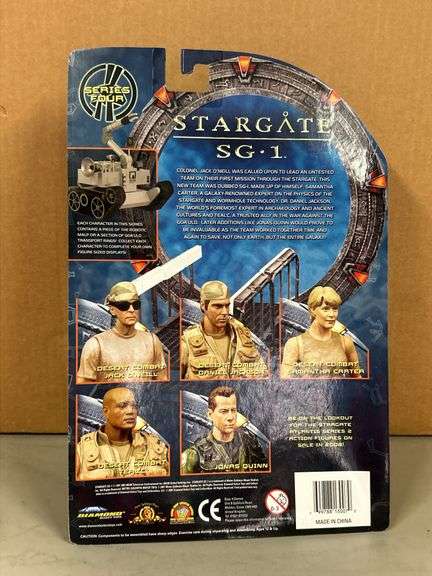 SERIES
FOUR
STARGATE
SG·1
COLONEL JACK O'NEILL WAS CALLED UPON TO LEAD AN UNTESTED
TEAM ON THEIR FIRST MISSION THROUGH THE STARGATE. THIS
NEW TEAM WAS DUBBED SG-1. MADE UP OF HIMSELF, SAMANTHA
CARTER, A GALAXY-RENOWNED EXPERT ON THE PHYSICS OF THE
STARGATE AND WORMHOLE TECHNOLOGY, DR. DANIEL JACKSON,
THE WORLD'S FOREMOST EXPERT IN ARCHAEOLOGY AND ANCIENT
CULTURES AND TEAL'C, A TRUSTED ALLY IN THE WAR AGAINST THE
GOA'ULD. LATER ADDITIONS LIKE JONAS QUINN WOULD PROVE TO
BE INVALUABLE AS THE TEAM WORKED TOGETHER TIME AND
AGAIN TO SAVE, NOT ONLY EARTH, BUT THE ENTIRE GALAXY!
EACH CHARACTER IN THIS SERIES
CONTAINS A PIECE OF THE ROBOTIC
MALP OR A SECTION OF GOA'ULD
TRANSPORT RINGS! COLLECT EACH
CHARACTER TO COMPLETE YOUR OWN
FIGURE SIZED DISPLAYS!
DESERT COMBAT
JACK O'NEILL
DESERT COMBAT
DANIEL JACKSON
DESERT COMBAT
SAMANTHA CARTER
DESERT COMBAT
TEAL'C
JONAS QUINN
BE ON THE LOOKOUT
FOR THE STARGATE
ATLANTIS SERIES 2
ACTION FIGURES ON
SALE IN 2008!
DIAMOND
CE
0-3
MADE IN CHINA